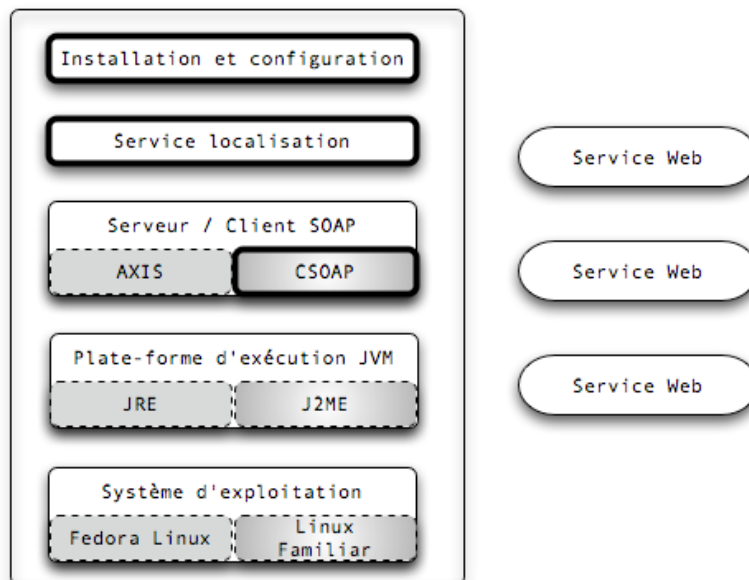 Installation et configuration
Service localisation
Serveur / Client SOAP
AXIS
CSOAP
Plate-forme d'exécution JVM
JRE
J2ME
Système d'exploitation
Fedora Linux
Linux
Familiar
Service Web
Service Web
Service Web